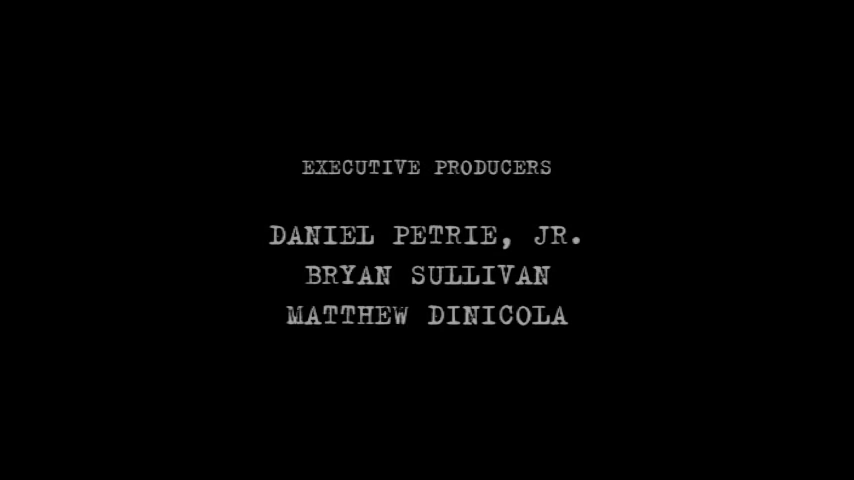 EXECUTIVE PRODUCERS
DANIEL PETRIE, JR.
BRYAN SULLIVAN
MATTHEW DINICOLA